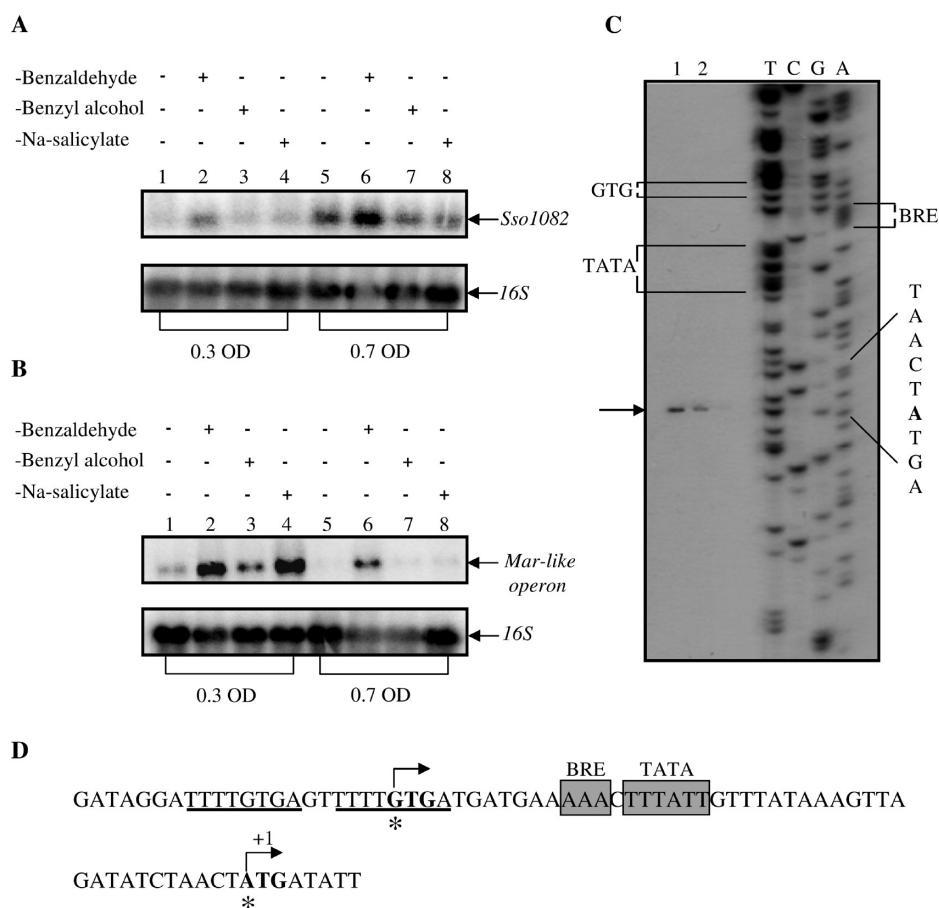 A
-Benzaldehyde - + - - - + - -
-Benzyl alcohol - - + - - - + -
-Na-salicylate - - - + - - - +
1 2 3 4 5 6 7 8
Sso1082
16S
0.3 OD 0.7 OD
B
-Benzaldehyde - + - - - + - -
-Benzyl alcohol - - + - - - + -
-Na-salicylate - - - + - - - +
1 2 3 4 5 6 7 8
Mar-like
operon
16S
0.3 OD 0.7 OD
C
1 2 T C G A
GTG
BRE
TATA
T
A
A
C
T
A
T
G
A
D
BRE TATA
GATAGGATTTTGTGAGTTTTTGTGATGATGAAAAACTTTATTGTTTATAAAGTTA
*
+1
GATATCTAACTATGATATT
*